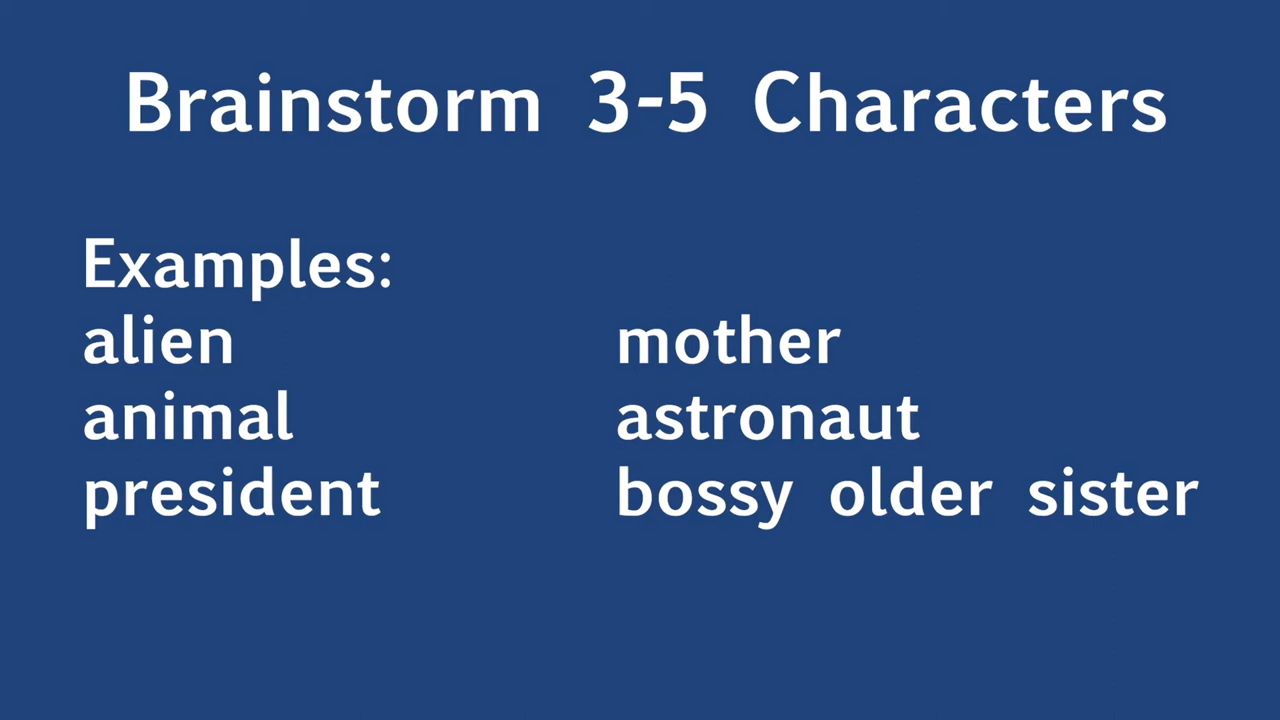 Brainstorm 3-5 Characters
Examples:
alien mother
animal astronaut
president bossy older sister